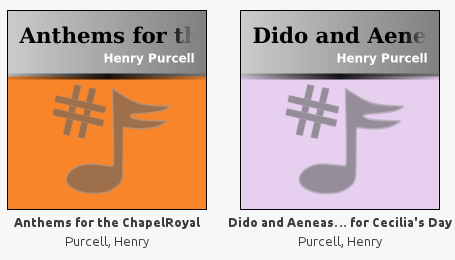 Anthems for th
Henry Purcell
Anthems for the ChapelRoyal
Purcell, Henry
Dido and Aene
Henry Purcell
Dido and Aeneas… for Cecilia's Day
Purcell, Henry